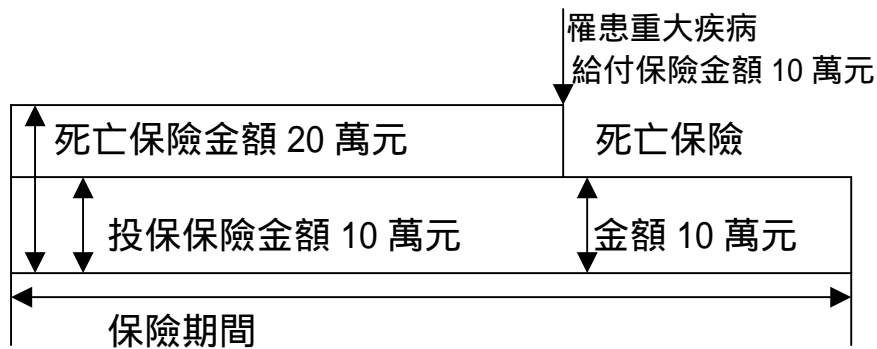 罹患重大疾病
給付保險金額 10 萬元
死亡保險金額 20 萬元
死亡保險
投保保險金額 10 萬元
金額 10 萬元
保險期間